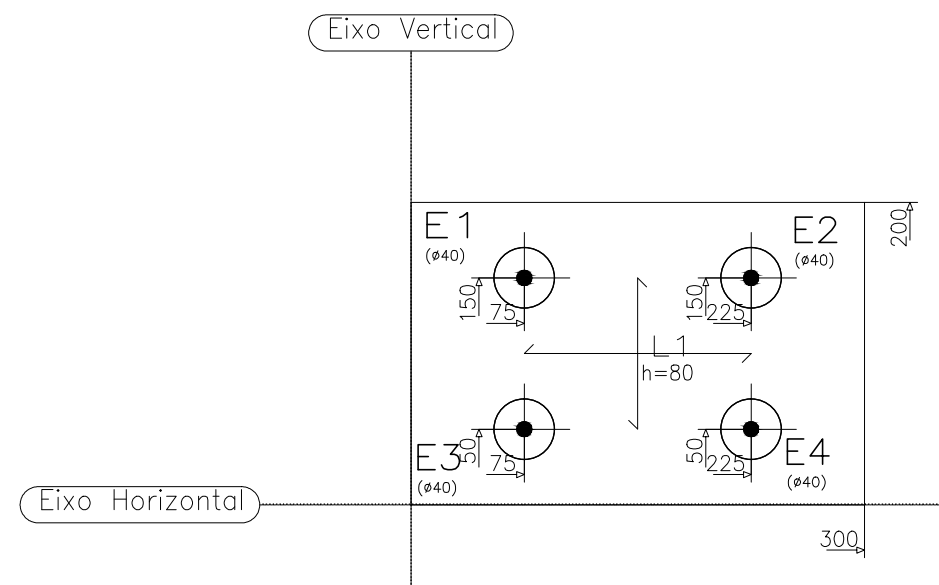 Eixo Vertical
200
E1
(ø40)
E2
(ø40)
150
75
150
225
L1
h=80
E3
(ø40)
50
75
50
225
E4
(ø40)
Eixo Horizontal
300